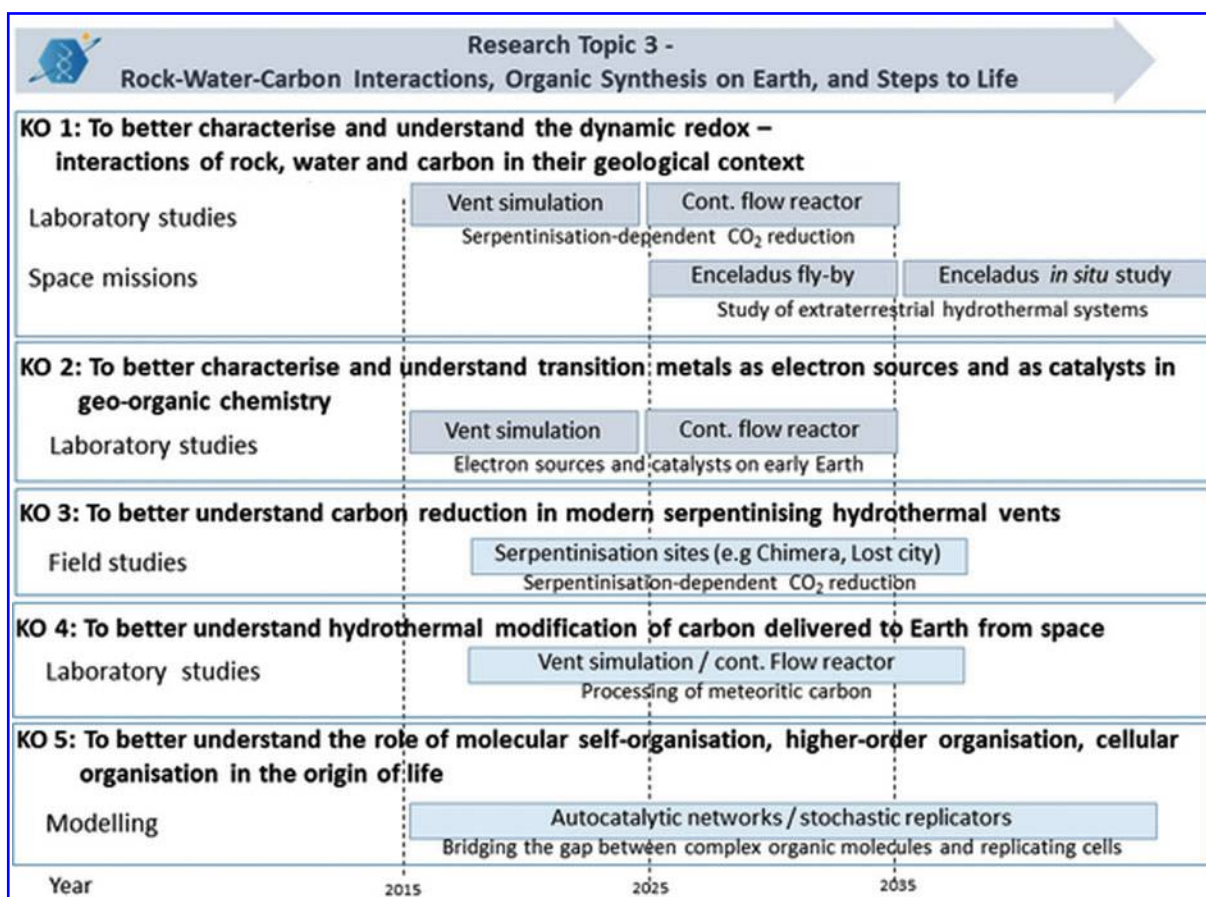 Research Topic 3 -
Rock-Water-Carbon Interactions, Organic Synthesis on Earth, and Steps to Life
KO 1: To better characterise and understand the dynamic redox –
interactions of rock, water and carbon in their geological context
Laboratory studies
Vent simulation
Cont. flow reactor
Serpentinisation-dependent CO₂ reduction
Space missions
Enceladus fly-by
Enceladus in situ study
Study of extraterrestrial hydrothermal systems
KO 2: To better characterise and understand transition metals as electron sources and as catalysts in
geo-organic chemistry
Laboratory studies
Vent simulation
Cont. flow reactor
Electron sources and catalysts on early Earth
KO 3: To better understand carbon reduction in modern serpentinising hydrothermal vents
Field studies
Serpentinisation sites (e.g Chimera, Lost city)
Serpentinisation-dependent CO₂ reduction
KO 4: To better understand hydrothermal modification of carbon delivered to Earth from space
Laboratory studies
Vent simulation / cont. Flow reactor
Processing of meteoritic carbon
KO 5: To better understand the role of molecular self-organisation, higher-order organisation, cellular
organisation in the origin of life
Modelling
Autocatalytic networks / stochastic replicators
Bridging the gap between complex organic molecules and replicating cells
Year
2015
2025
2035